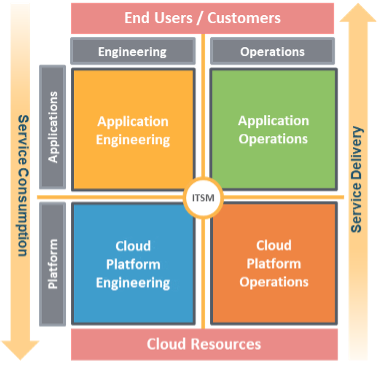 End Users / Customers
Engineering
Operations
Service Consumption
Applications
Application
Engineering
Application
Operations
Service Delivery
ITSM
Platform
Cloud
Platform
Engineering
Cloud
Platform
Operations
Cloud Resources